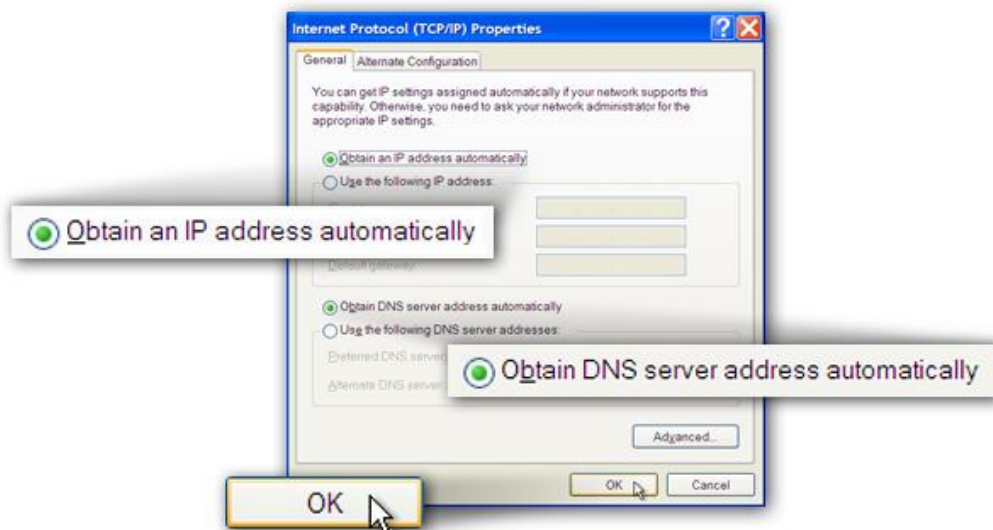 Internet Protocol (TCP/IP) Properties
General Alternate Configuration
You can get IP settings assigned automatically if your network supports this
capability. Otherwise, you need to ask your network administrator for the
appropriate IP settings.
Obtain an IP address automatically
Use the following IP address:
Obtain an IP address automatically
Default gateway:
Obtain DNS server address automatically
Use the following DNS server addresses:
Preferred DNS server
Obtain DNS server address automatically
Alternate DNS server:
Advanced...
OK Cancel
OK